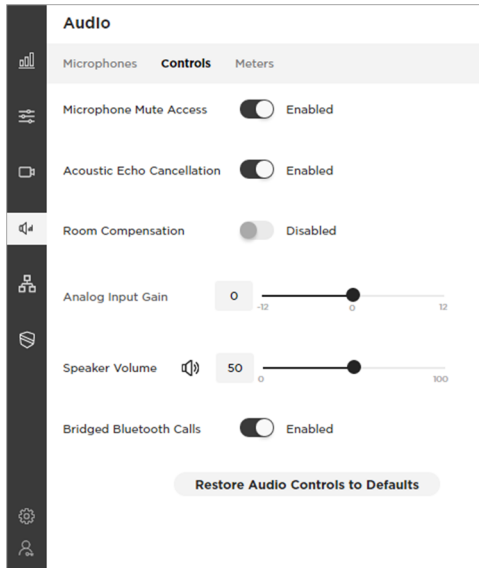 Audio
Microphones Controls Meters
Microphone Mute Access Enabled
Acoustic Echo Cancellation Enabled
Room Compensation Disabled
Analog Input Gain 0
-12 0 12
Speaker Volume 50
0 100
Bridged Bluetooth Calls Enabled
Restore Audio Controls to Defaults